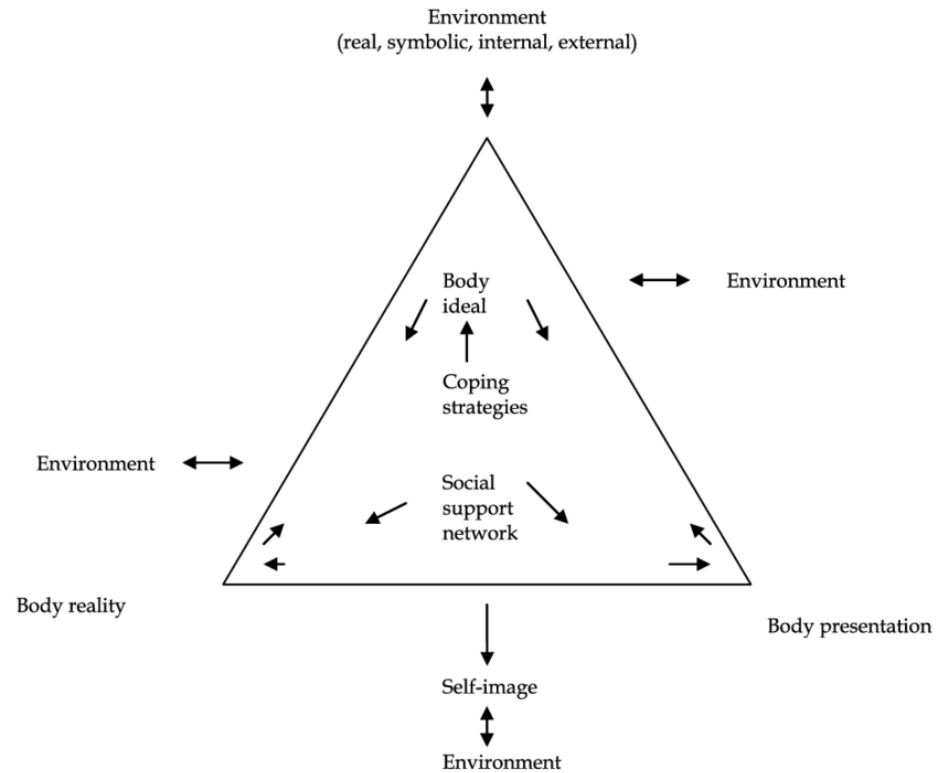 Environment
(real, symbolic, internal, external)
Body
ideal
Environment
Coping
strategies
Environment
Social
support
network
Body reality
Body presentation
Self-image
Environment